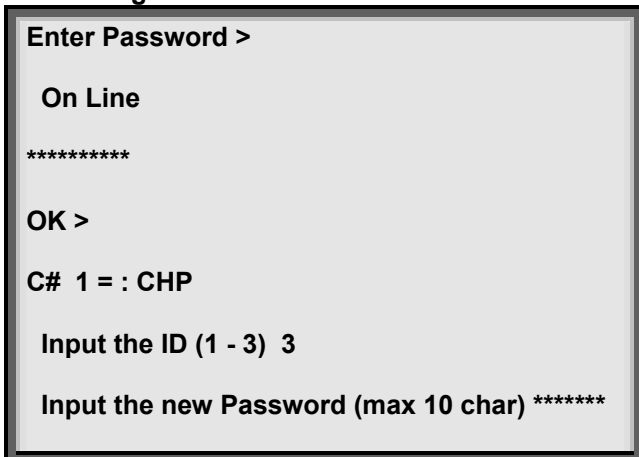 Enter Password >
On Line
**********
OK >
C# 1 = : CHP
Input the ID (1 - 3) 3
Input the new Password (max 10 char) *******